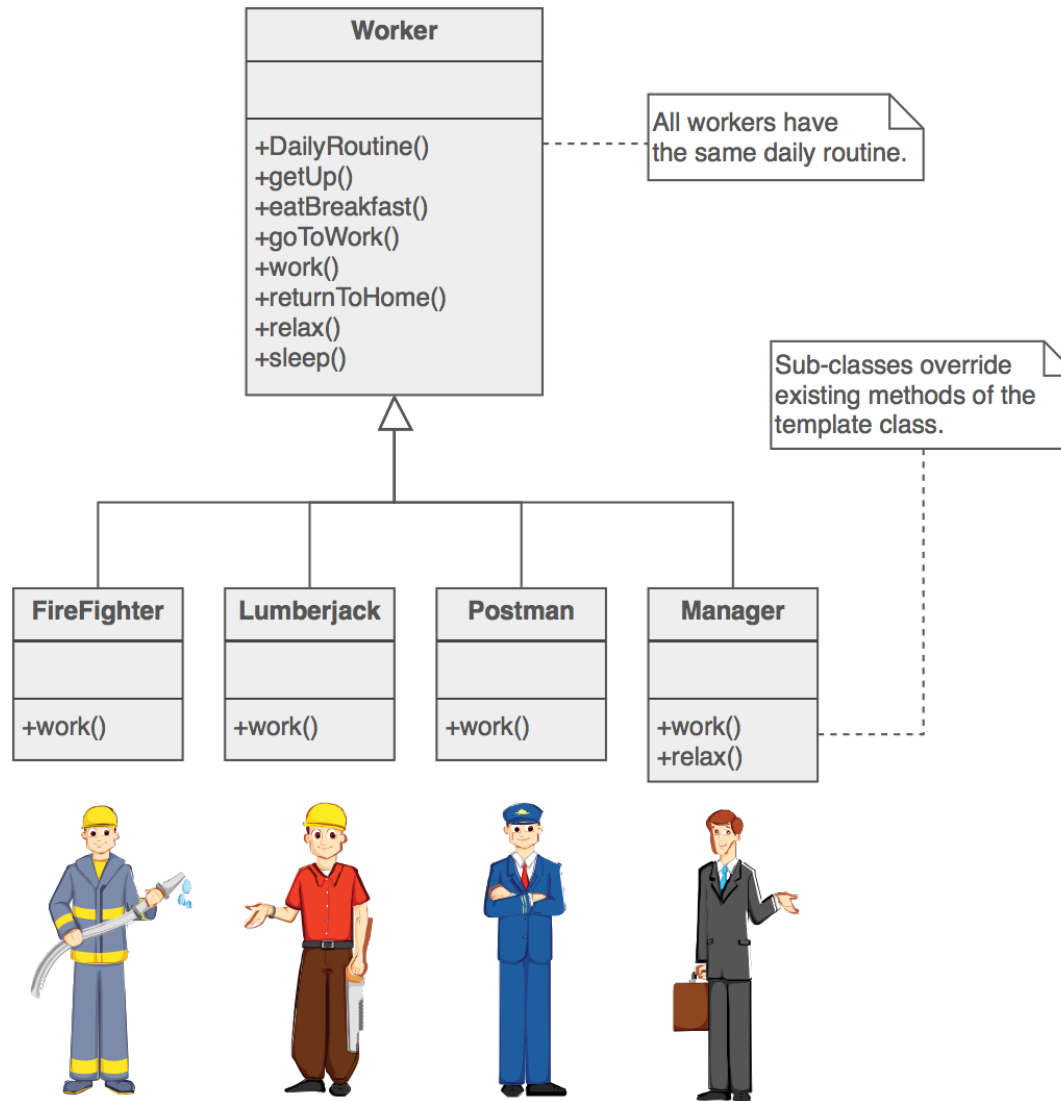 Worker
+DailyRoutine()
+getUp()
+eatBreakfast()
+goToWork()
+work()
+returnToHome()
+relax()
+sleep()
All workers have
the same daily routine.
Sub-classes override
existing methods of the
template class.
FireFighter
+work()
Lumberjack
+work()
Postman
+work()
Manager
+work()
+relax()